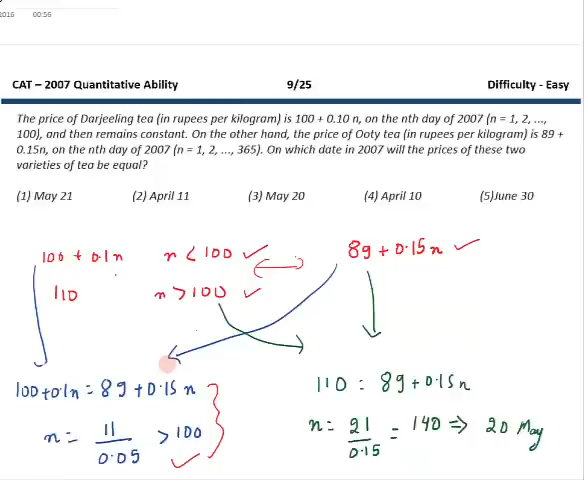 2016 00:56
CAT – 2007 Quantitative Ability 9/25 Difficulty - Easy
The price of Darjeeling tea (in rupees per kilogram) is 100 + 0.10 n, on the nth day of 2007 (n = 1, 2, ...,
100), and then remains constant. On the other hand, the price of Ooty tea (in rupees per kilogram) is 89 +
0.15n, on the nth day of 2007 (n = 1, 2, ..., 365). On which date in 2007 will the prices of these two
varieties of tea be equal?
(1) May 21 (2) April 11 (3) May 20 (4) April 10 (5)June 30
100 + 0.1n n < 100 ✓ 89 + 0.15n ✓
110 n > 100 ✓
100+0.1n = 89 + 0.15 n
n = 11/0.05 > 100
110 = 89 + 0.15n
n = 21/0.15 = 140 ⇒ 20 May